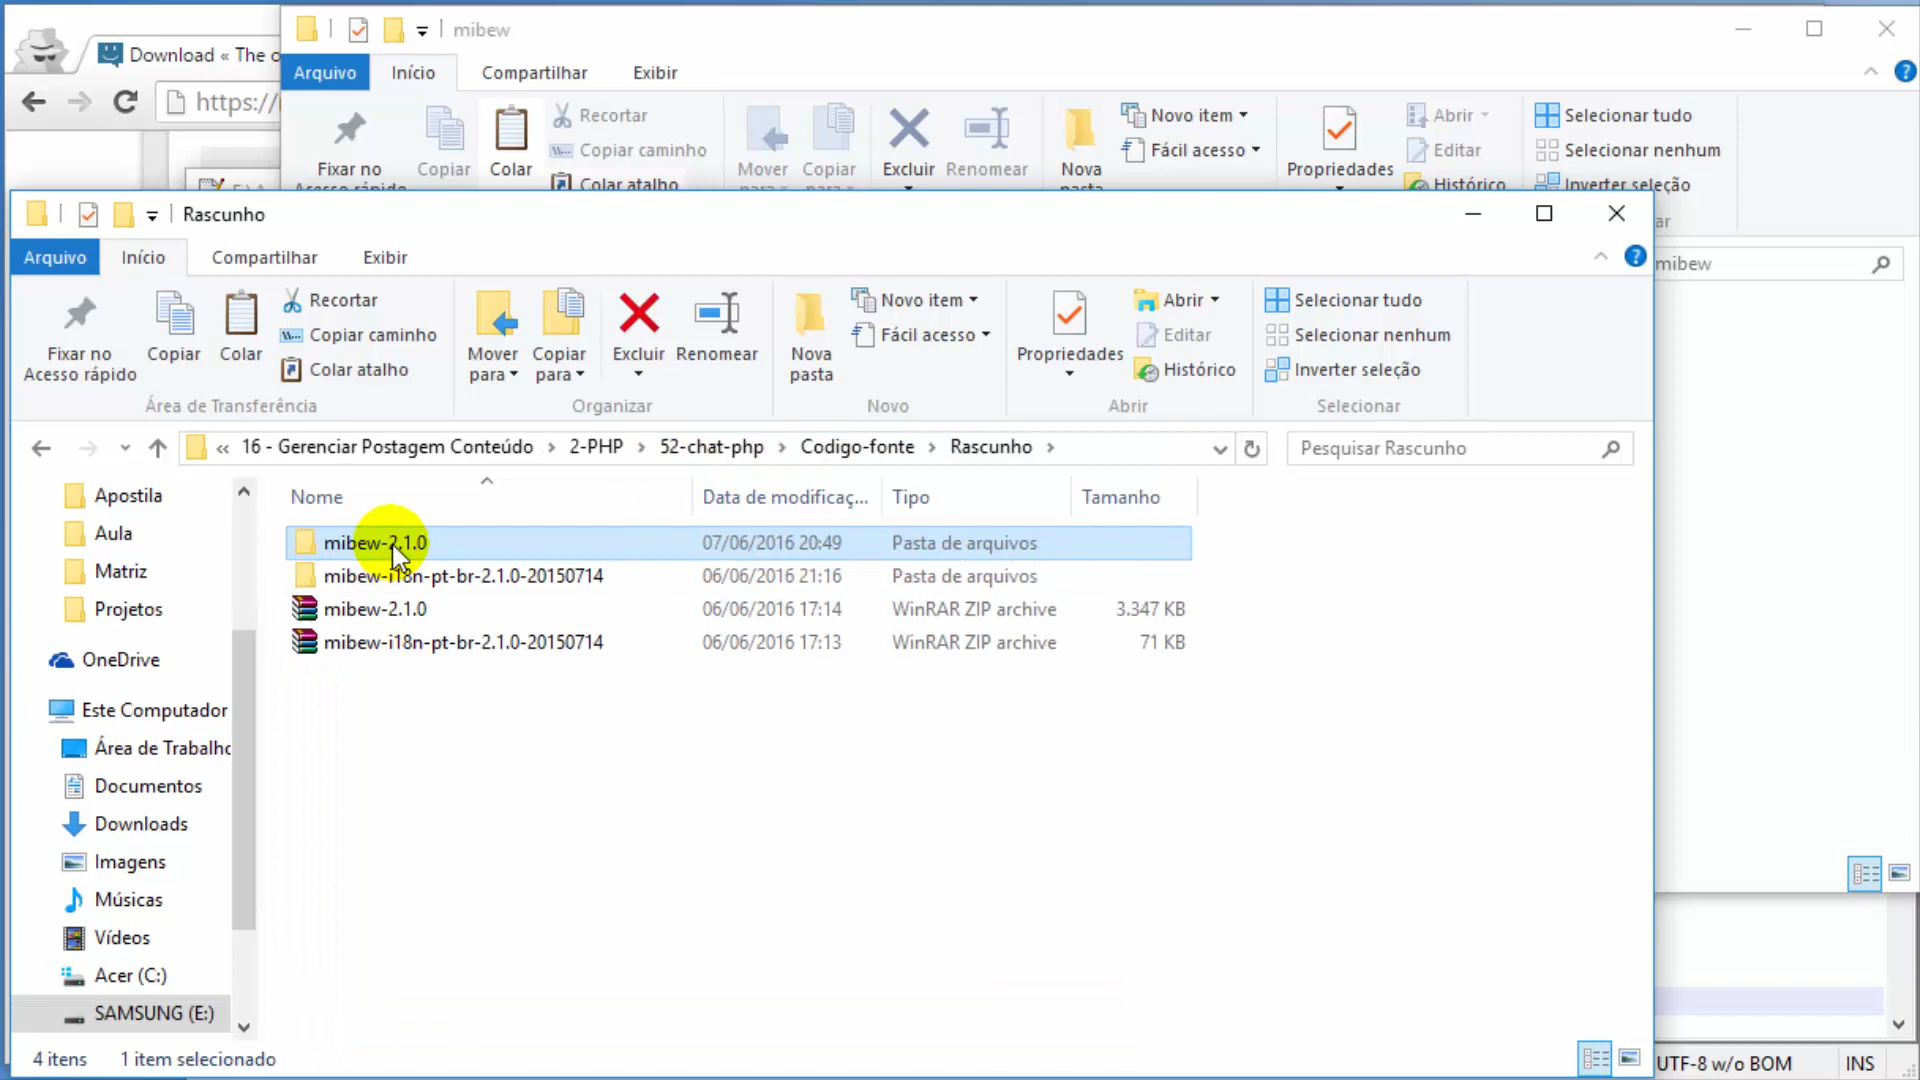 mibew
Download « The o
Arquivo Início Compartilhar Exibir
https://
Fixar no
Copiar
Colar
Recortar
Copiar caminho
Colar atalho
Mover
Copiar
Excluir
Renomear
Nova
pasta
Novo item
Fácil acesso
Propriedades
Abrir
Editar
Histórico
Selecionar tudo
Selecionar nenhum
Inverter seleção
mibew
Rascunho
Arquivo Início Compartilhar Exibir
Fixar no
Acesso rápido
Copiar
Colar
Recortar
Copiar caminho
Colar atalho
Área de Transferência
Mover
para
Copiar
para
Excluir
Renomear
Organizar
Nova
pasta
Novo item
Fácil acesso
Novo
Propriedades
Abrir
Editar
Histórico
Abrir
Selecionar tudo
Selecionar nenhum
Inverter seleção
Selecionar
« 16 - Gerenciar Postagem Conteúdo › 2-PHP › 52-chat-php › Codigo-fonte › Rascunho ›
Pesquisar Rascunho
Nome Data de modificaç... Tipo Tamanho
mibew-2.1.0 07/06/2016 20:49 Pasta de arquivos
mibew-i18n-pt-br-2.1.0-20150714 06/06/2016 21:16 Pasta de arquivos
mibew-2.1.0 06/06/2016 17:14 WinRAR ZIP archive 3.347 KB
mibew-i18n-pt-br-2.1.0-20150714 06/06/2016 17:13 WinRAR ZIP archive 71 KB
Apostila
Aula
Matriz
Projetos
OneDrive
Este Computador
Área de Trabalho
Documentos
Downloads
Imagens
Músicas
Vídeos
Acer (C:)
SAMSUNG (E:)
4 itens 1 item selecionado
UTF-8 w/o BOM INS